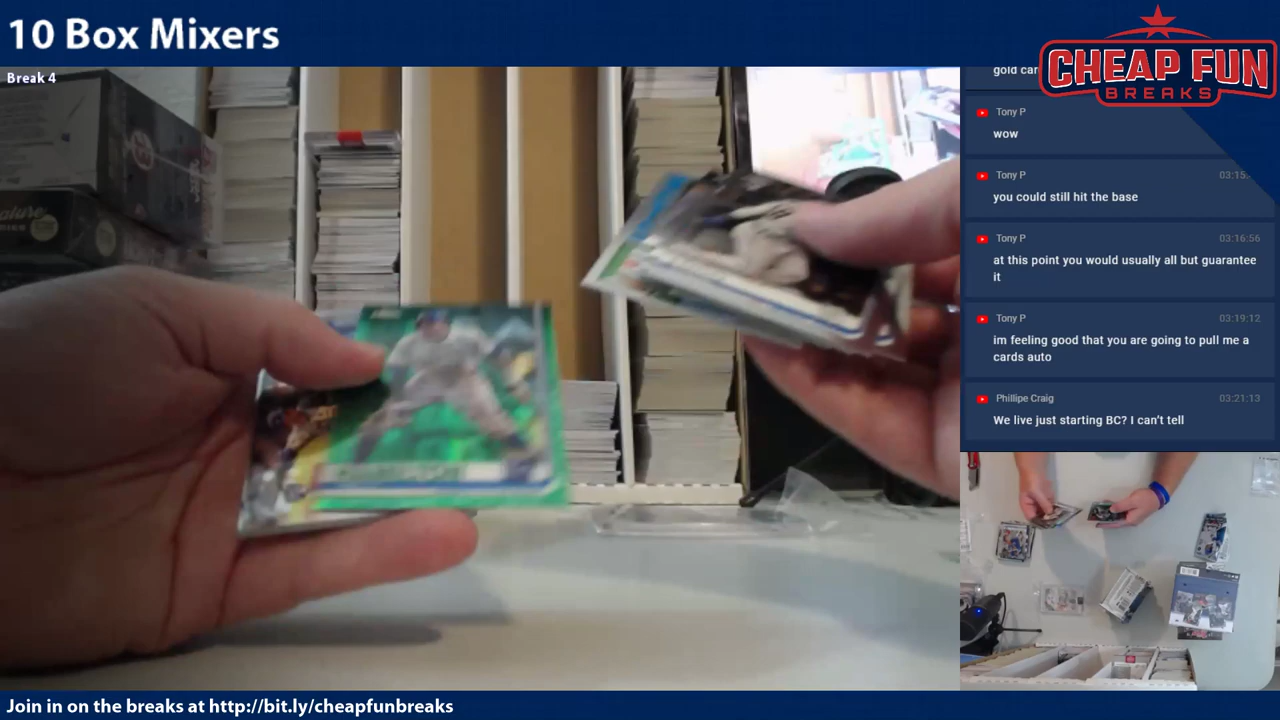 10 Box Mixers
Break 4
CHEAP FUN
BREAKS
gold car
Tony P
wow
Tony P
you could still hit the base
Tony P
03:16:56
at this point you would usually all but guarantee
it
Tony P
03:19:12
im feeling good that you are going to pull me a
cards auto
Phillipe Craig
03:21:13
We live just starting BC? I can't tell
Join in on the breaks at http://bit.ly/cheapfunbreaks